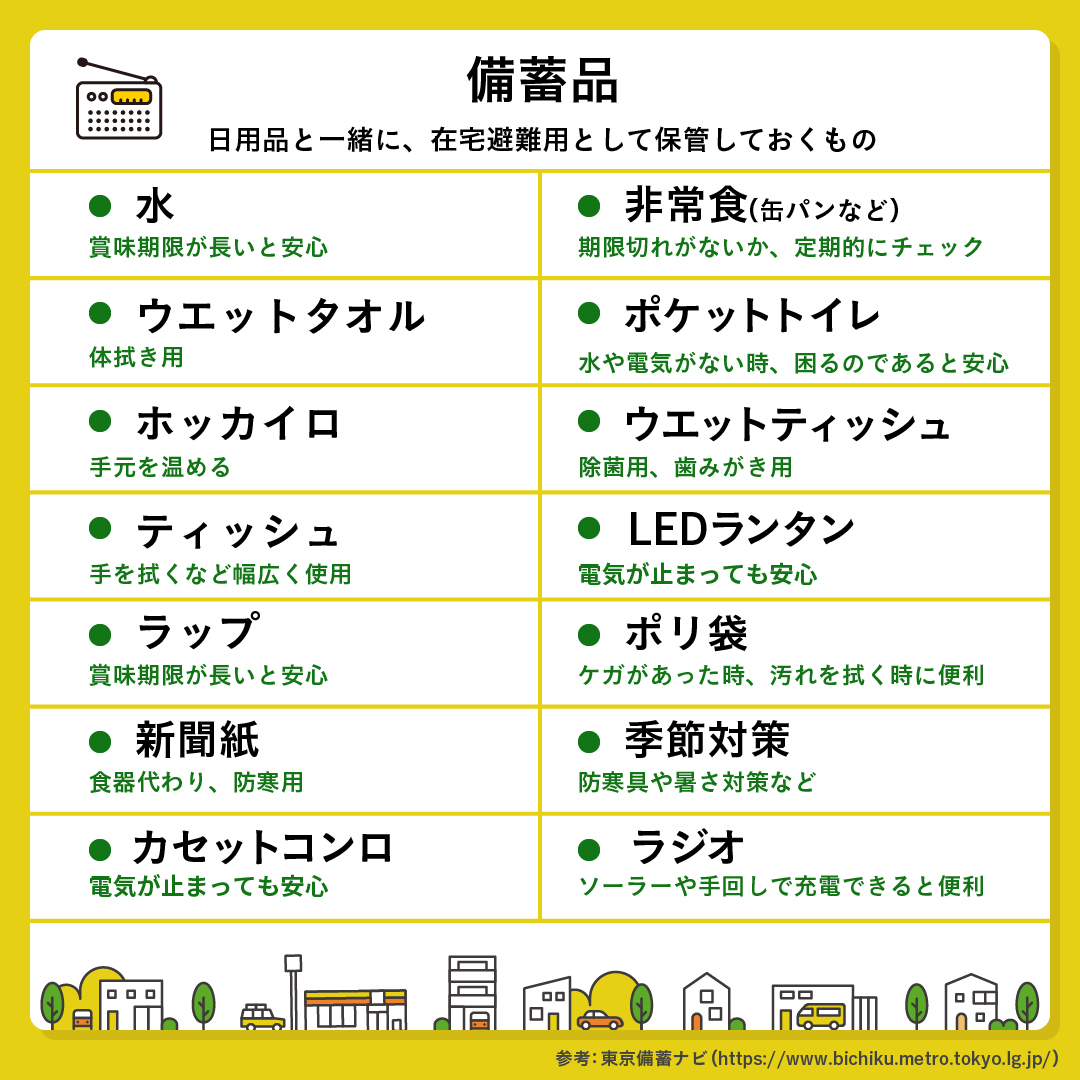 備蓄品
日用品と一緒に、在宅避難用として保管しておくもの
● 水
賞味期限が長いと安心
● 非常食(缶パンなど)
期限切れがないか、定期的にチェック
● ウエットタオル
体拭き用
● ポケットトイレ
水や電気がない時、困るのであると安心
● ホッカイロ
手元を温める
● ウエットティッシュ
除菌用、歯みがき用
● ティッシュ
手を拭くなど幅広く使用
● LEDランタン
電気が止まっても安心
● ラップ
賞味期限が長いと安心
● ポリ袋
ケガがあった時、汚れを拭く時に便利
● 新聞紙
食器代わり、防寒用
● 季節対策
防寒具や暑さ対策など
● カセットコンロ
電気が止まっても安心
● ラジオ
ソーラーや手回しで充電できると便利
参考：東京備蓄ナビ（https://www.bichiku.metro.tokyo.lg.jp/）